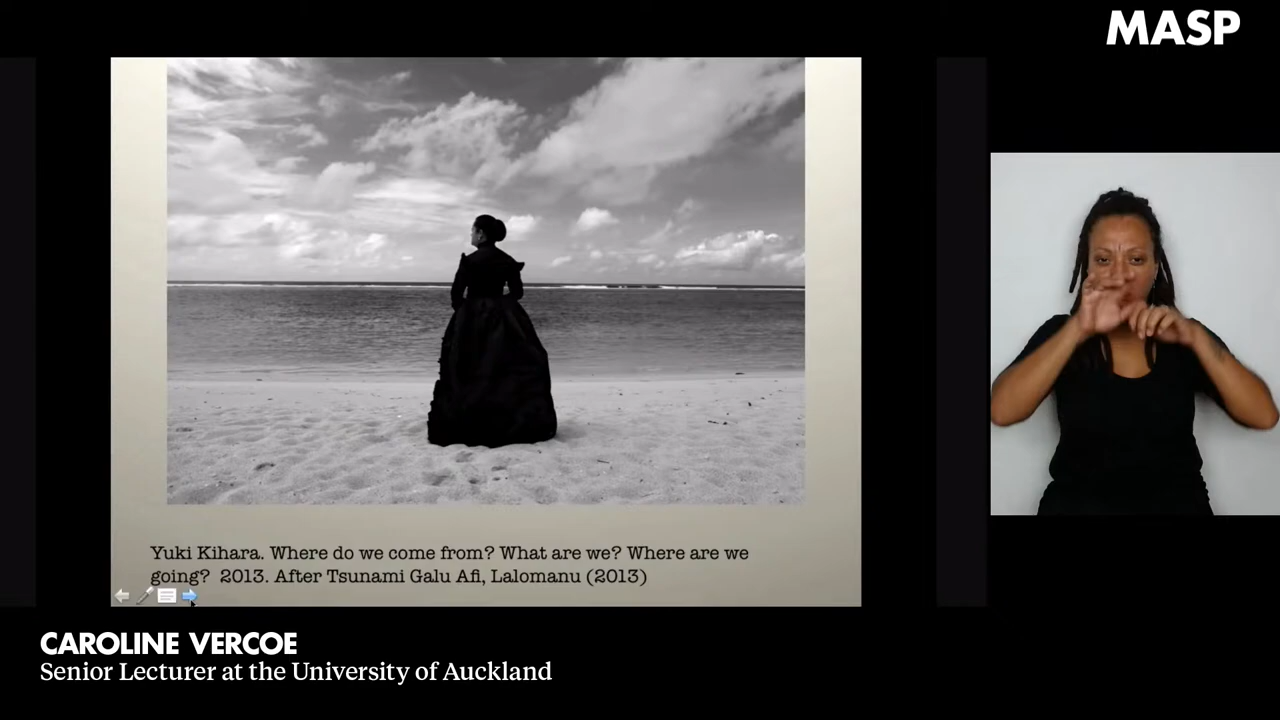 MASP
Yuki Kihara. Where do we come from? What are we? Where are we
going?  2013. After Tsunami Galu Afi, Lalomanu (2013)
CAROLINE VERCOE
Senior Lecturer at the University of Auckland